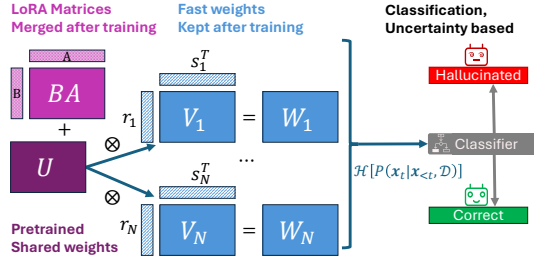 LoRA Matrices
Merged after training
Fast weights
Kept after training
Classification,
Uncertainty based
A
B
BA
+
U
Pretrained
Shared weights
⊗
⊗
s_1^T
r_1
V_1
=
W_1
...
s_N^T
r_N
V_N
=
W_N
ℋ[P(x_t|x_{<t}, 𝒟)]
Hallucinated
Classifier
Correct